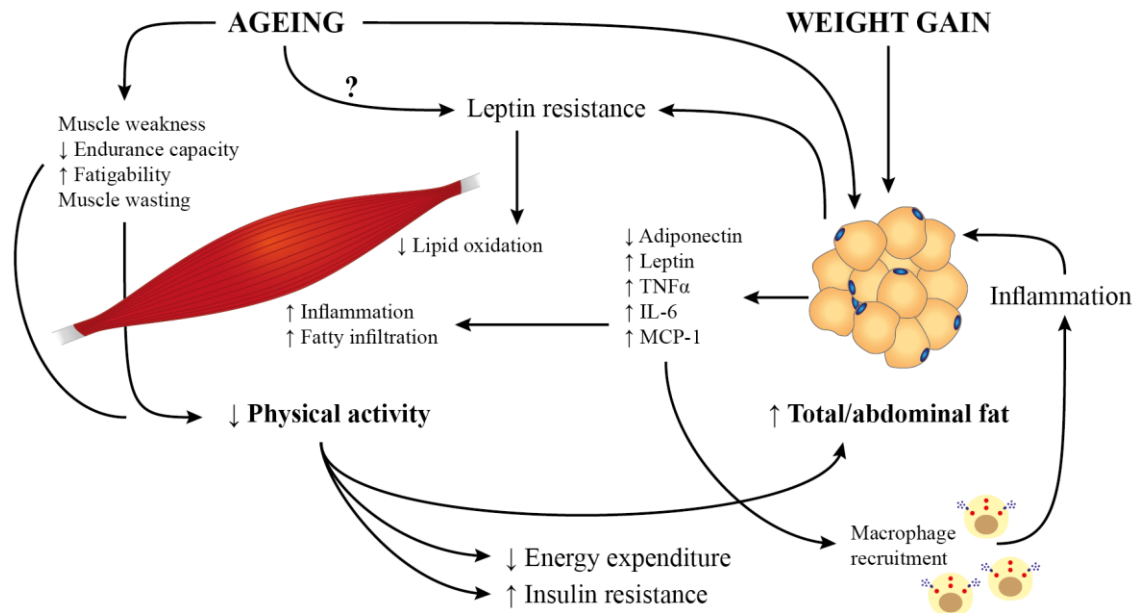 AGEING
WEIGHT GAIN
?
Leptin resistance
Muscle weakness
↓ Endurance capacity
↑ Fatigability
Muscle wasting
↓ Lipid oxidation
↓ Adiponectin
↑ Leptin
↑ TNFα
↑ IL-6
↑ MCP-1
Inflammation
↑ Inflammation
↑ Fatty infiltration
↓ Physical activity
↑ Total/abdominal fat
Macrophage
recruitment
↓ Energy expenditure
↑ Insulin resistance